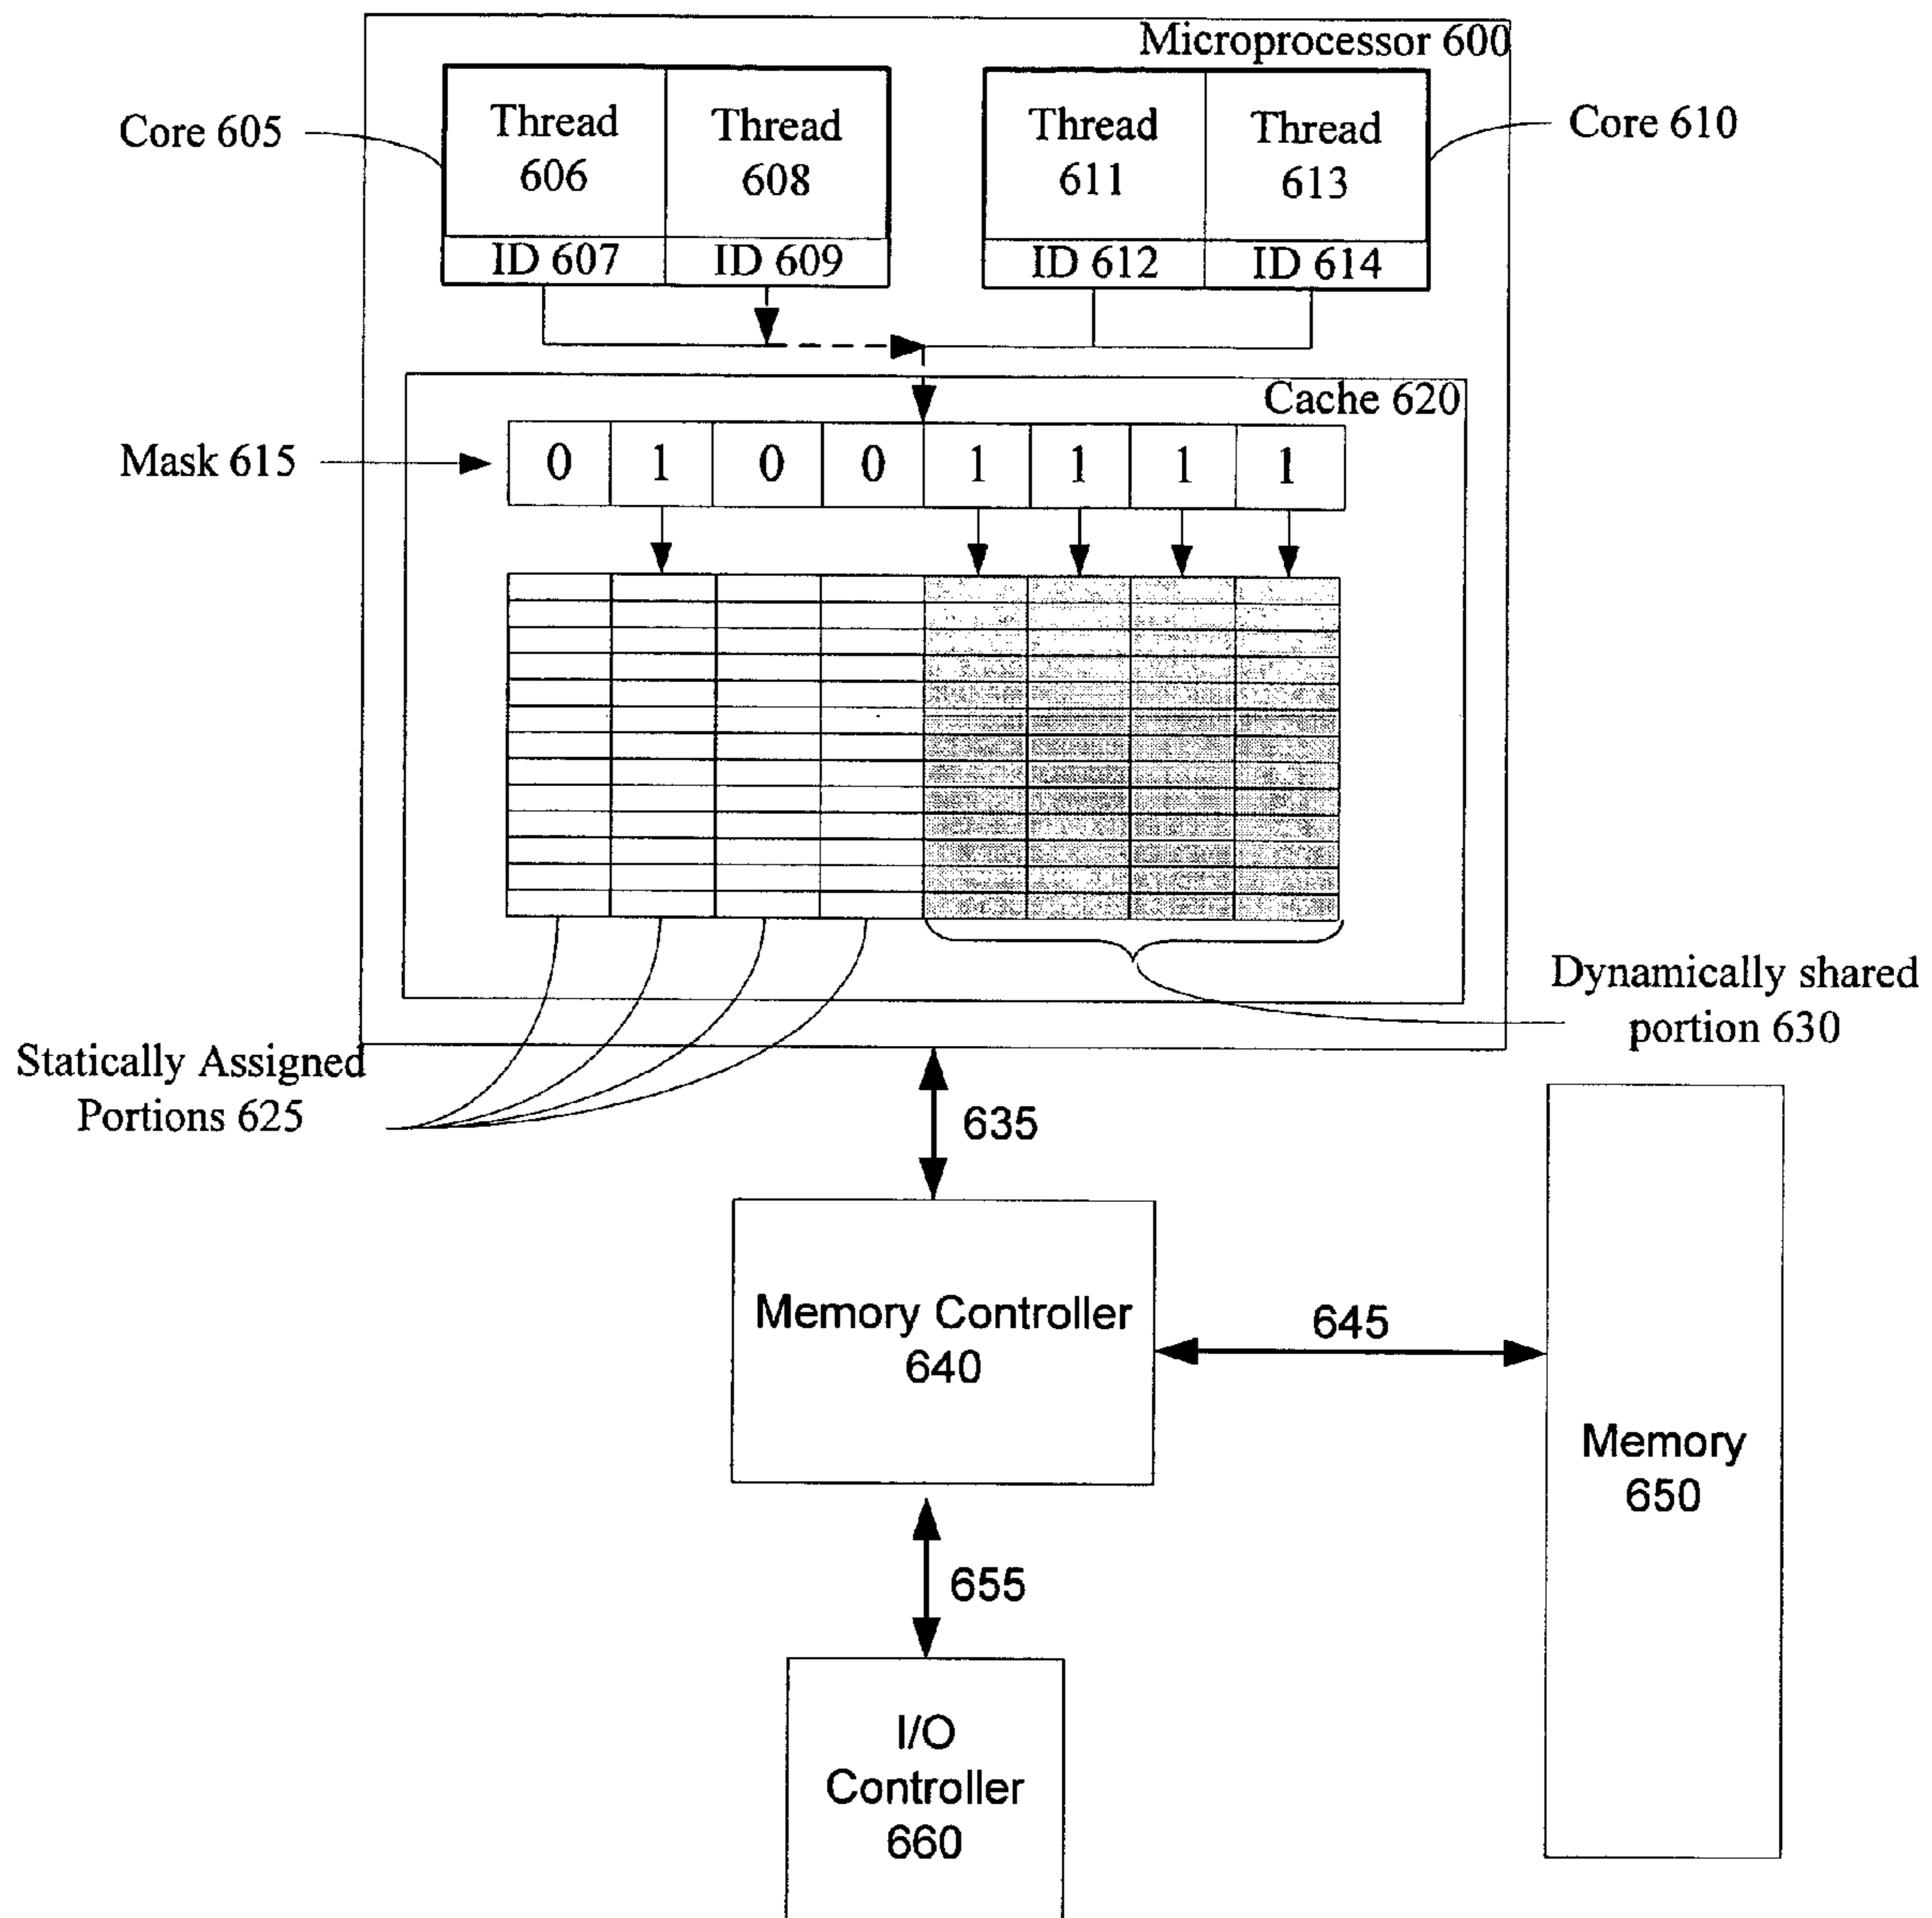 Microprocessor 600
Core 605
Thread
606
Thread
608
Thread
611
Thread
613
Core 610
ID 607
ID 609
ID 612
ID 614
Cache 620
Mask 615
0 1 0 0 1 1 1 1
Dynamically shared
portion 630
Statically Assigned
Portions 625
635
Memory Controller
640
645
Memory
650
655
I/O
Controller
660